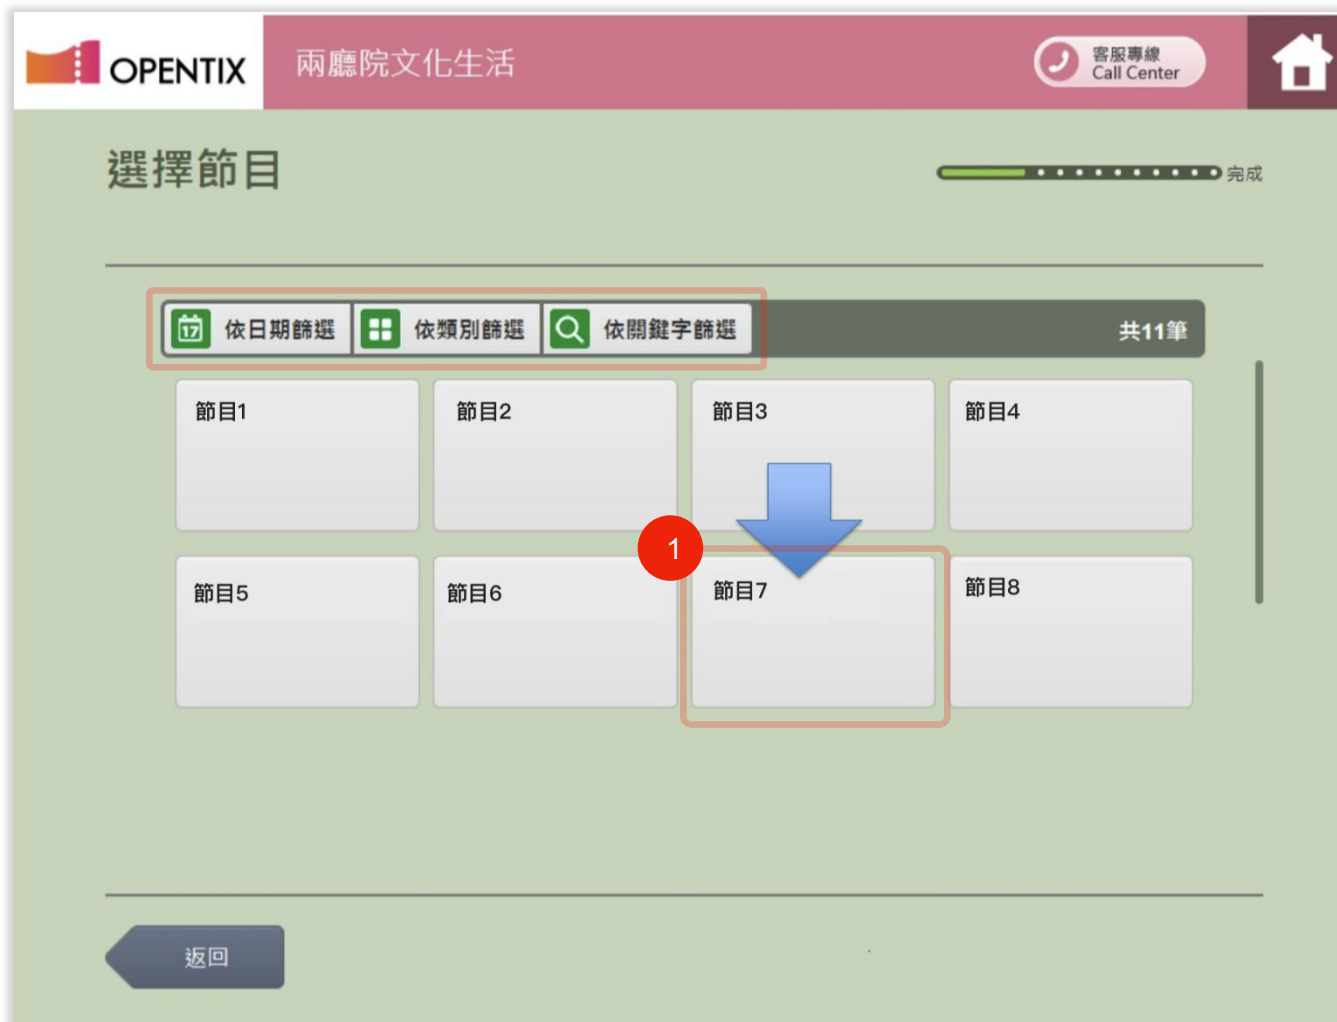 OPENTIX
兩廳院文化生活
客服專線
Call Center
選擇節目
完成
17 依日期篩選 依類別篩選 依關鍵字篩選 共11筆
節目1 節目2 節目3 節目4
1
節目5 節目6 節目7 節目8
返回